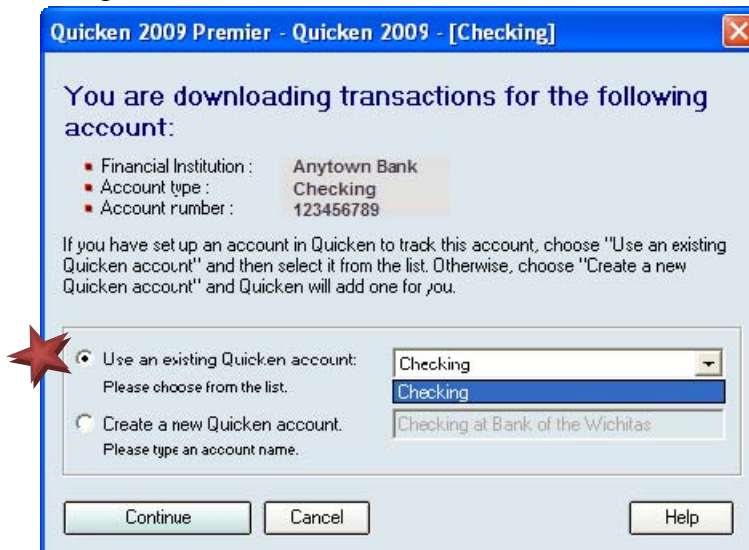 Quicken 2009 Premier - Quicken 2009 - [Checking]
You are downloading transactions for the following
account:
Financial Institution : Anytown Bank
Account type : Checking
Account number : 123456789
If you have set up an account in Quicken to track this account, choose "Use an existing
Quicken account" and then select it from the list. Otherwise, choose "Create a new
Quicken account" and Quicken will add one for you.
Use an existing Quicken account: Checking
Please choose from the list. Checking
Create a new Quicken account. Checking at Bank of the Wichitas
Please type an account name.
Continue Cancel Help